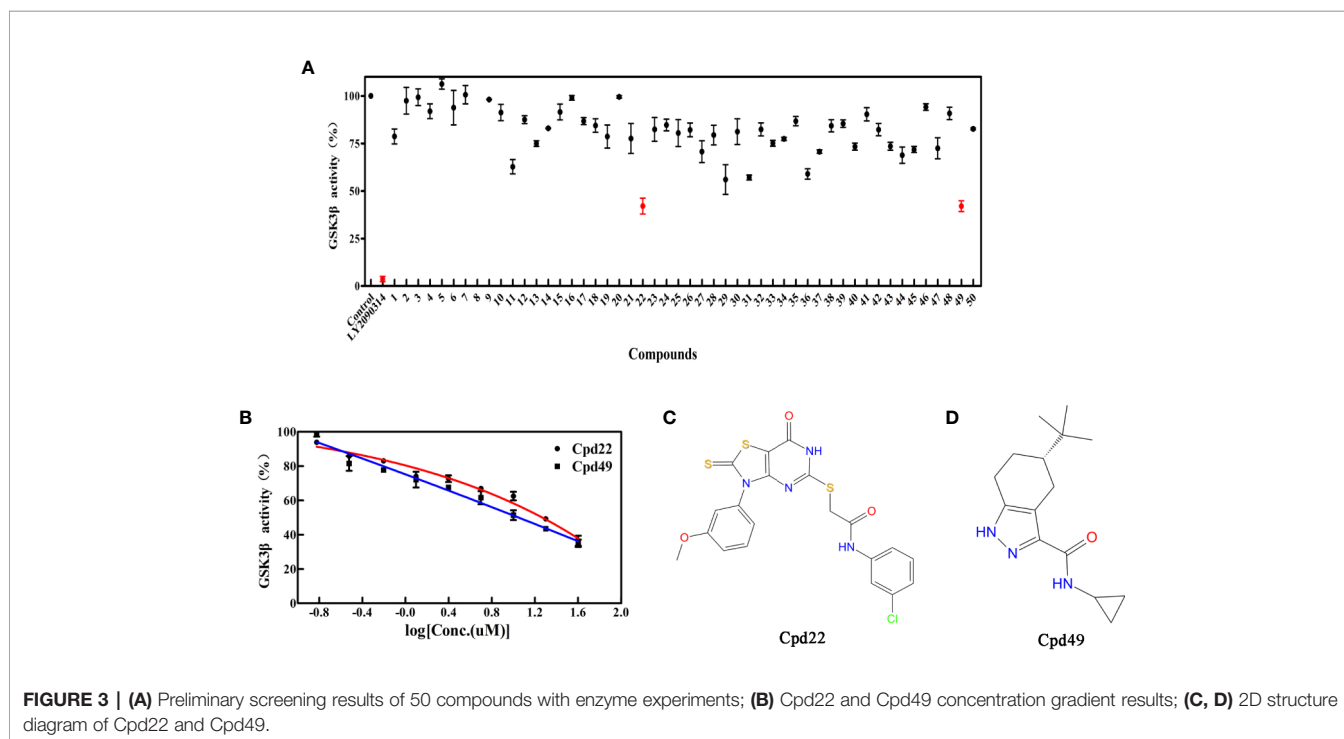 A
GSK3β activity (%)
100
75
50
25
0
Control LY2090314 1 2 3 4 5 6 7 8 9 10 11 12 13 14 15 16 17 18 19 20 21 22 23 24 25 26 27 28 29 30 31 32 33 34 35 36 37 38 39 40 41 42 43 44 45 46 47 48 49 50
Compounds
B
GSK3β activity (%)
100
80
60
40
20
0
-0.8 -0.4 -0.0 0.4 0.8 1.2 1.6 2.0
log[Conc.(uM)]
Cpd22
Cpd49
C
O
S
NH
S
N
N
S
O
O
HN
Cl
Cpd22
D
HN
N
O
HN
Cpd49
FIGURE 3 | (A) Preliminary screening results of 50 compounds with enzyme experiments; (B) Cpd22 and Cpd49 concentration gradient results; (C, D) 2D structure
diagram of Cpd22 and Cpd49.